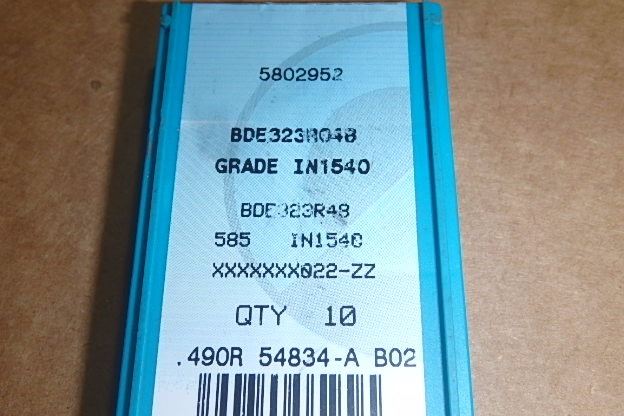 5802952
BDE323R048
GRADE IN1540
BDE323R48
585 IN1540
XXXXXXX022-ZZ
QTY 10
.490R 54834-A B02